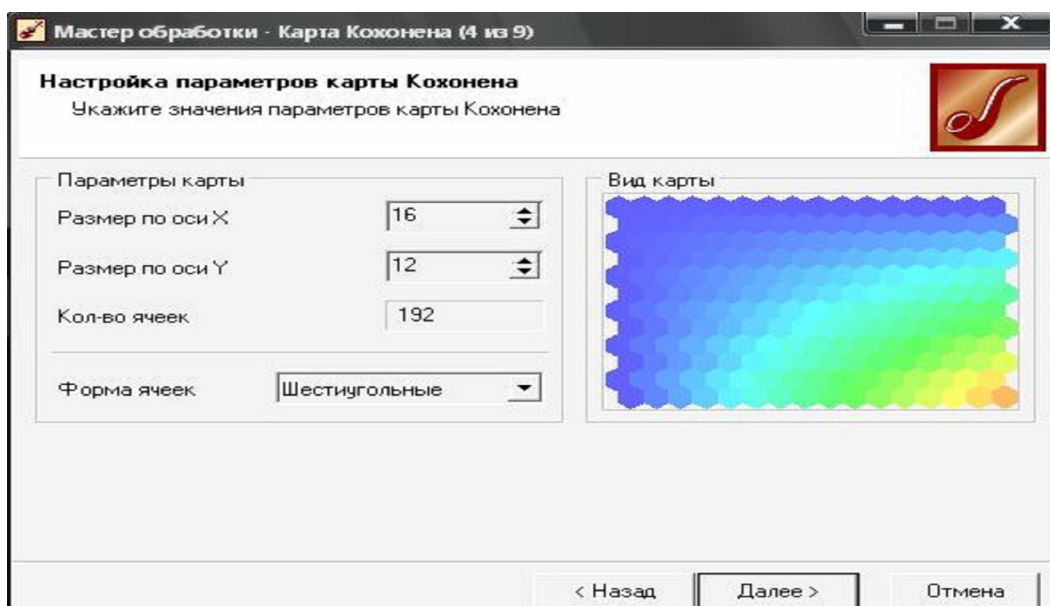 Мастер обработки - Карта Кохонена (4 из 9)
Настройка параметров карты Кохонена
Укажите значения параметров карты Кохонена
Параметры карты
Размер по оси X 16
Размер по оси Y 12
Кол-во ячеек 192
Форма ячеек Шестиугольные
Вид карты
< Назад Далее > Отмена